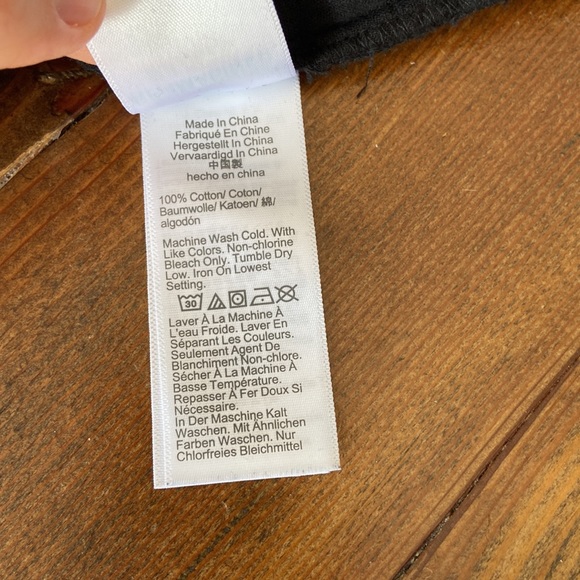 Made In China
Fabriqué En Chine
Hergestellt In China
Vervaardigd In China
中国製
hecho en china
100% Cotton/ Coton/
Baumwolle/ Katoen/ 綿/
algodón
Machine Wash Cold. With
Like Colors. Non-chlorine
Bleach Only. Tumble Dry
Low. Iron On Lowest
Setting.
30
Laver À La Machine À
L'eau Froide. Laver En
Séparant Les Couleurs.
Seulement Agent De
Blanchiment Non-chlore.
Sécher À La Machine À
Basse Température.
Repasser À Fer Doux Si
Nécessaire.
In Der Maschine Kalt
Waschen. Mit Ähnlichen
Farben Waschen. Nur
Chlorfreies Bleichmittel